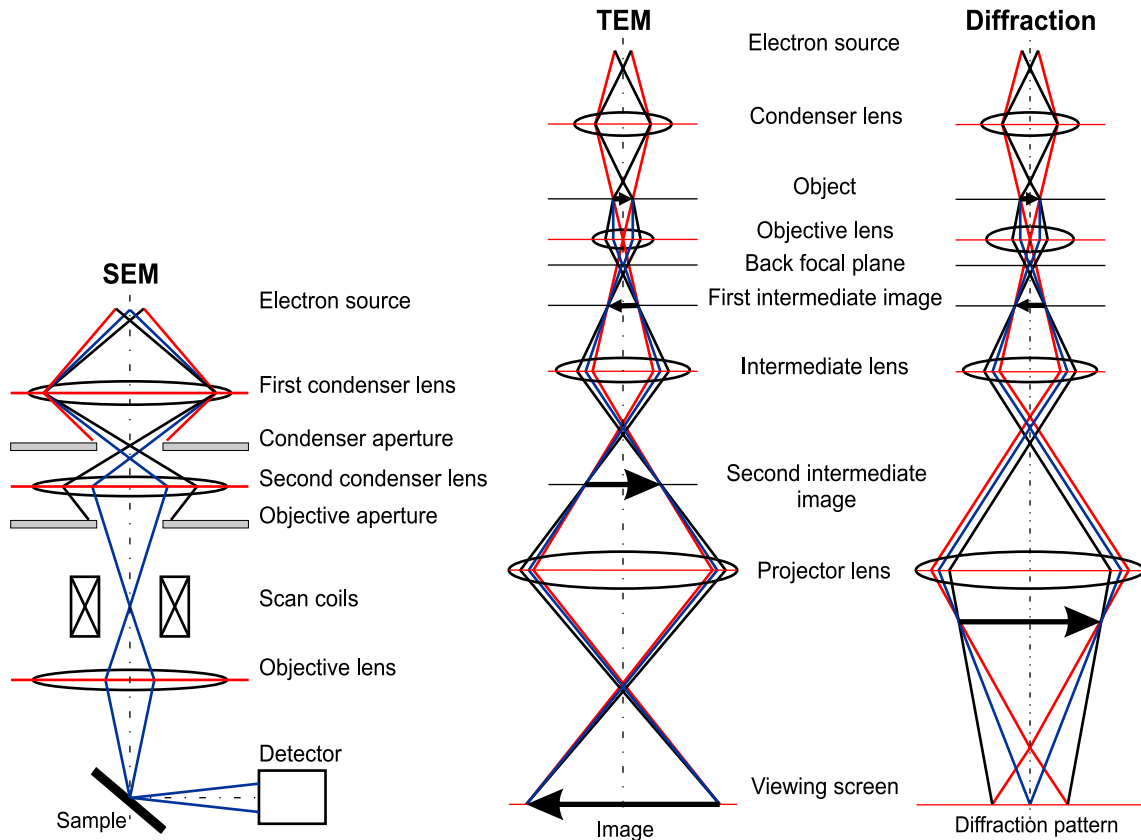 TEM
Diffraction
Electron source
Condenser lens
Object
Objective lens
Back focal plane
First intermediate image
Intermediate lens
Second intermediate
image
Projector lens
Viewing screen
Image
Diffraction pattern
SEM
Electron source
First condenser lens
Condenser aperture
Second condenser lens
Objective aperture
Scan coils
Objective lens
Detector
Sample